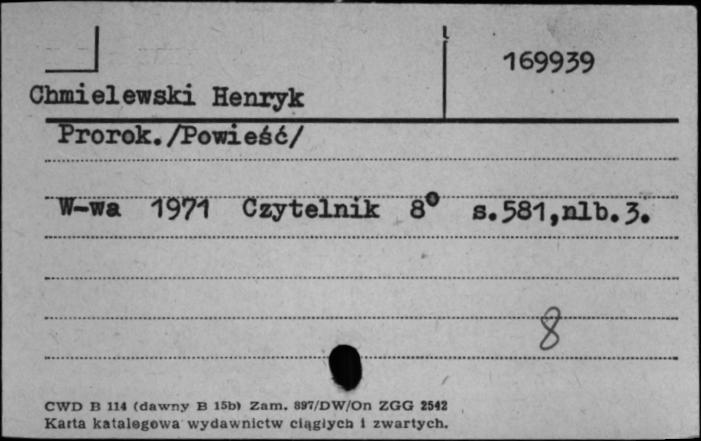 169939
Chmielewski Henryk
Prorok./Powieść/
W-wa 1971 Czytelnik 8° s.581,nlb.3.
8
CWD B 114 (dawny B 15b) Zam. 897/DW/On ZGG 2542
Karta katalogowa wydawnictw ciągłych i zwartych.